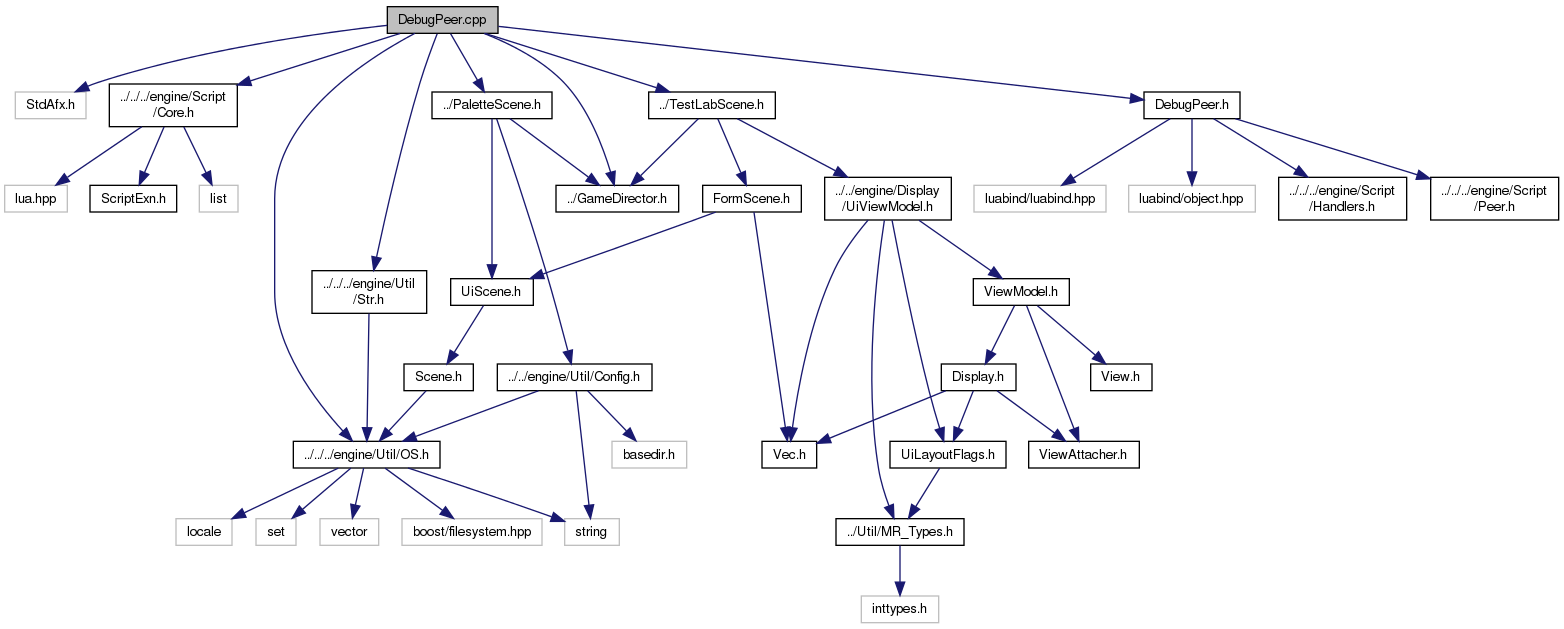 DebugPeer.cpp
StdAfx.h
../../../engine/Script
/Core.h
../PaletteScene.h
../TestLabScene.h
DebugPeer.h
lua.hpp
ScriptExn.h
list
../GameDirector.h
FormScene.h
../../engine/Display
/UiViewModel.h
luabind/luabind.hpp
luabind/object.hpp
../../../engine/Script
/Handlers.h
../../../engine/Script
/Peer.h
../../../engine/Util
/Str.h
UiScene.h
ViewModel.h
Scene.h
../../engine/Util/Config.h
Display.h
View.h
../../../engine/Util/OS.h
basedir.h
Vec.h
UiLayoutFlags.h
ViewAttacher.h
locale
set
vector
boost/filesystem.hpp
string
../Util/MR_Types.h
inttypes.h